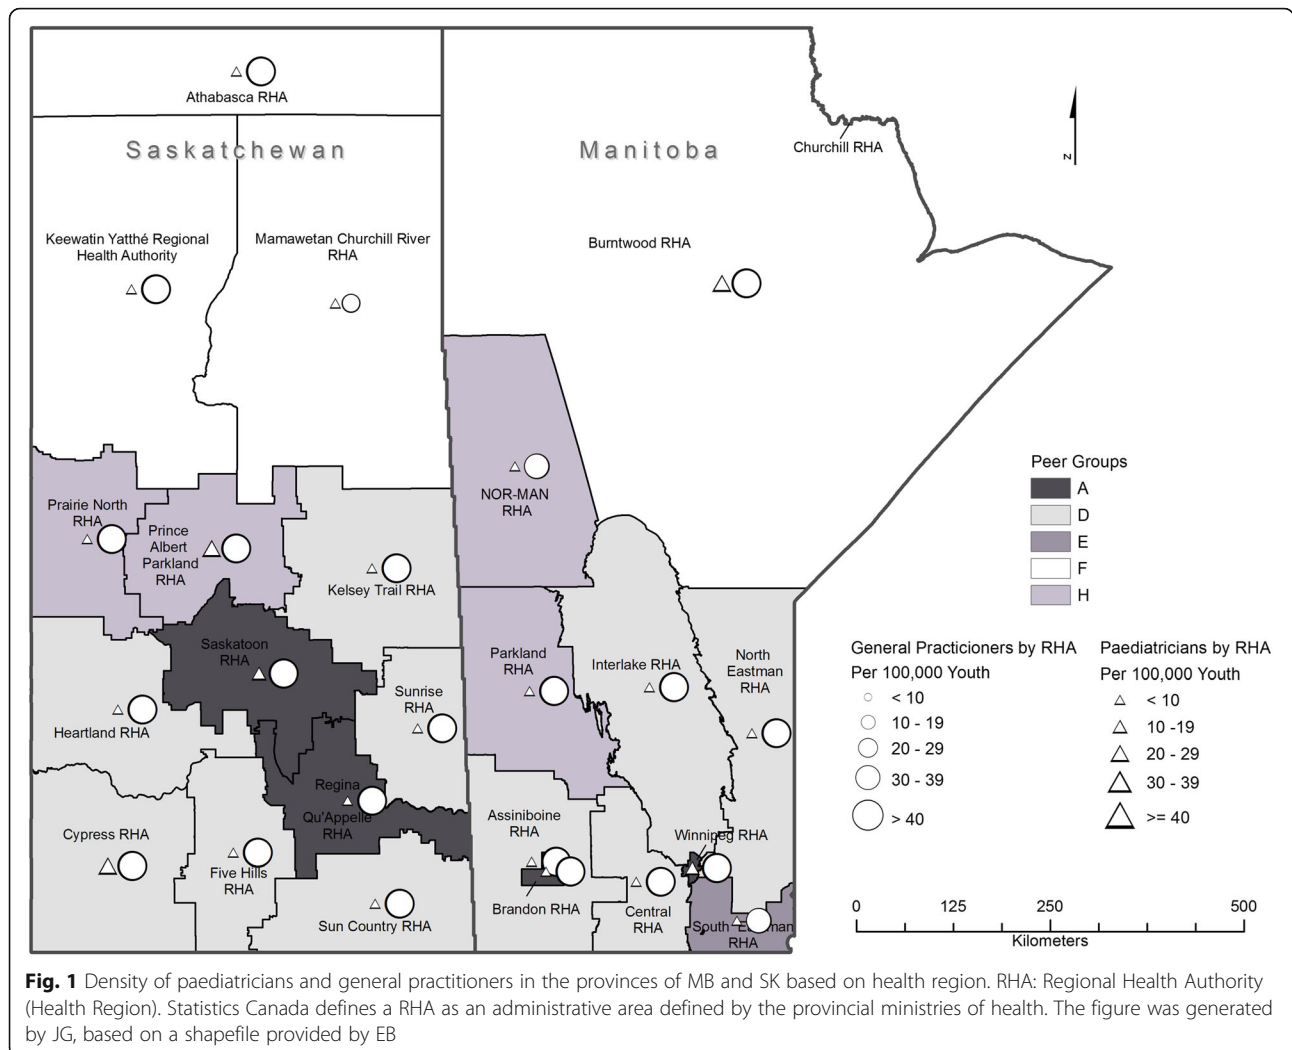 Athabasca RHA
Saskatchewan
Manitoba
Churchill RHA
N
Keewatin Yatthé Regional
Health Authority
Mamawetan Churchill River
RHA
Burntwood RHA
Prairie North
RHA
Prince
Albert
Parkland
RHA
NOR-MAN
RHA
Kelsey Trail RHA
Saskatoon
RHA
Sunrise
RHA
Parkland
RHA
Interlake RHA
North
Eastman
RHA
Heartland RHA
Regina
Qu'Appelle
RHA
Cypress RHA
Five Hills
RHA
Sun Country RHA
Assiniboine
RHA
Brandon RHA
Central
RHA
Winnipeg RHA
South Eastman
RHA
Peer Groups
A
D
E
F
H
General Practicioners by RHA
Per 100,000 Youth
< 10
10 - 19
20 - 29
30 - 39
> 40
Paediatricians by RHA
Per 100,000 Youth
< 10
10 -19
20 - 29
30 - 39
>= 40
0 125 250 500
Kilometers
Fig. 1 Density of paediatricians and general practitioners in the provinces of MB and SK based on health region. RHA: Regional Health Authority
(Health Region). Statistics Canada defines a RHA as an administrative area defined by the provincial ministries of health. The figure was generated
by JG, based on a shapefile provided by EB